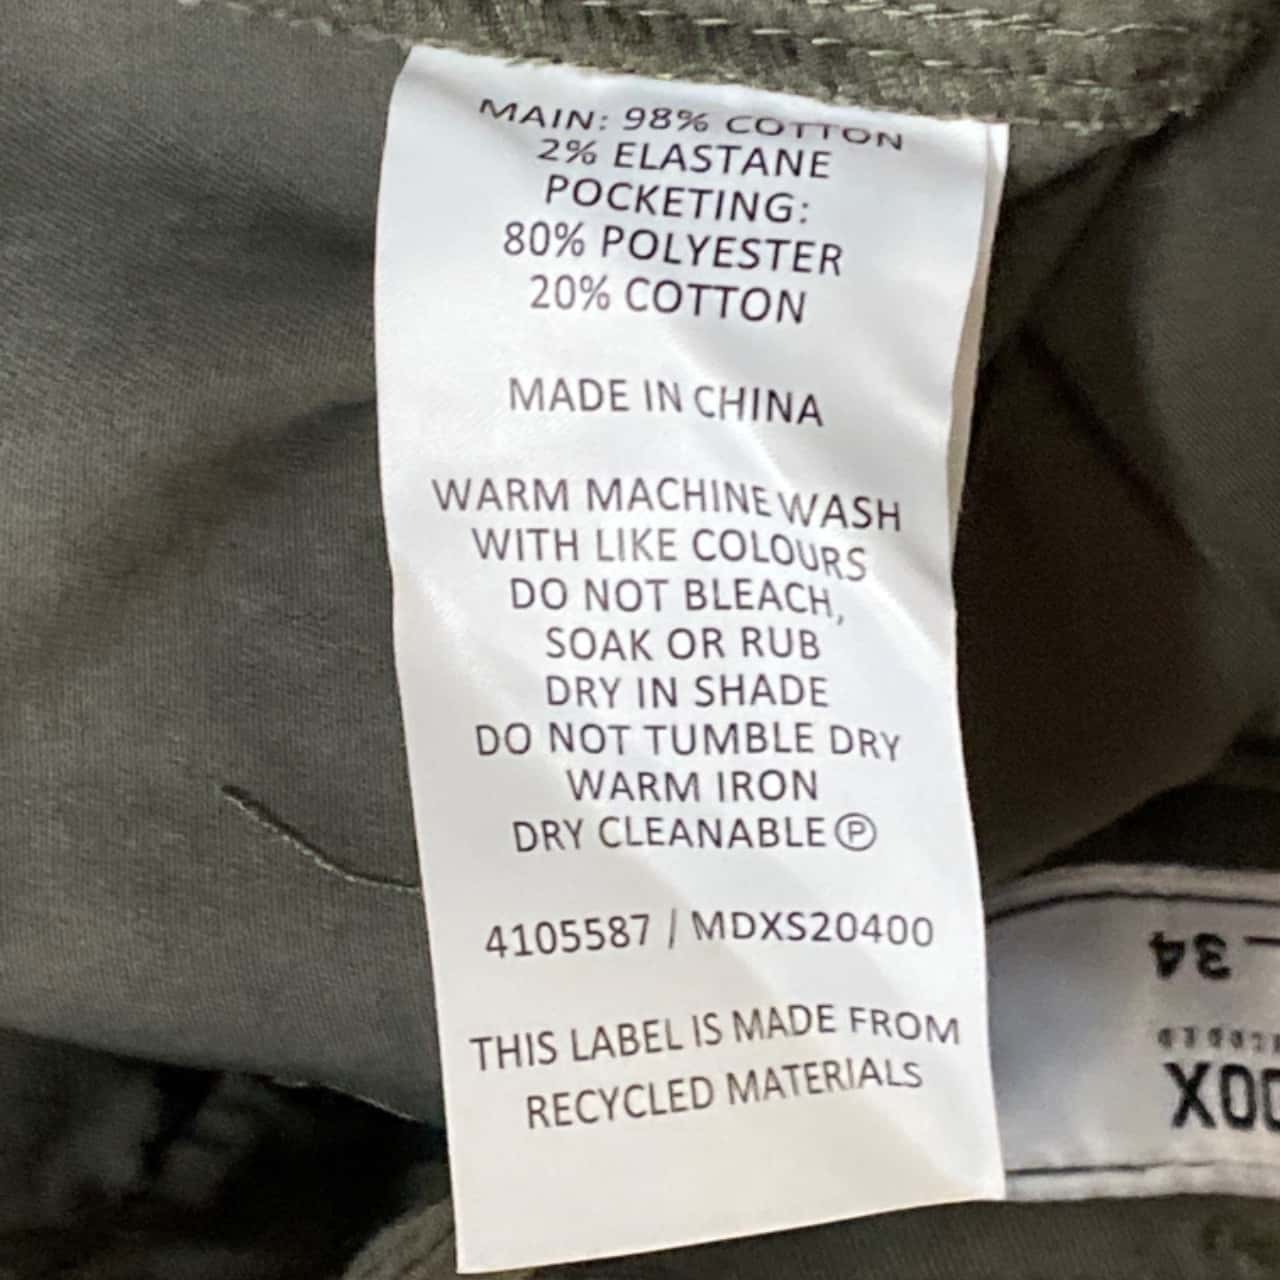 MAIN: 98% COTTON
2% ELASTANE
POCKETING:
80% POLYESTER
20% COTTON
MADE IN CHINA
WARM MACHINE WASH
WITH LIKE COLOURS
DO NOT BLEACH,
SOAK OR RUB
DRY IN SHADE
DO NOT TUMBLE DRY
WARM IRON
DRY CLEANABLE Ⓟ
4105587 / MDXS20400
THIS LABEL IS MADE FROM
RECYCLED MATERIALS
34